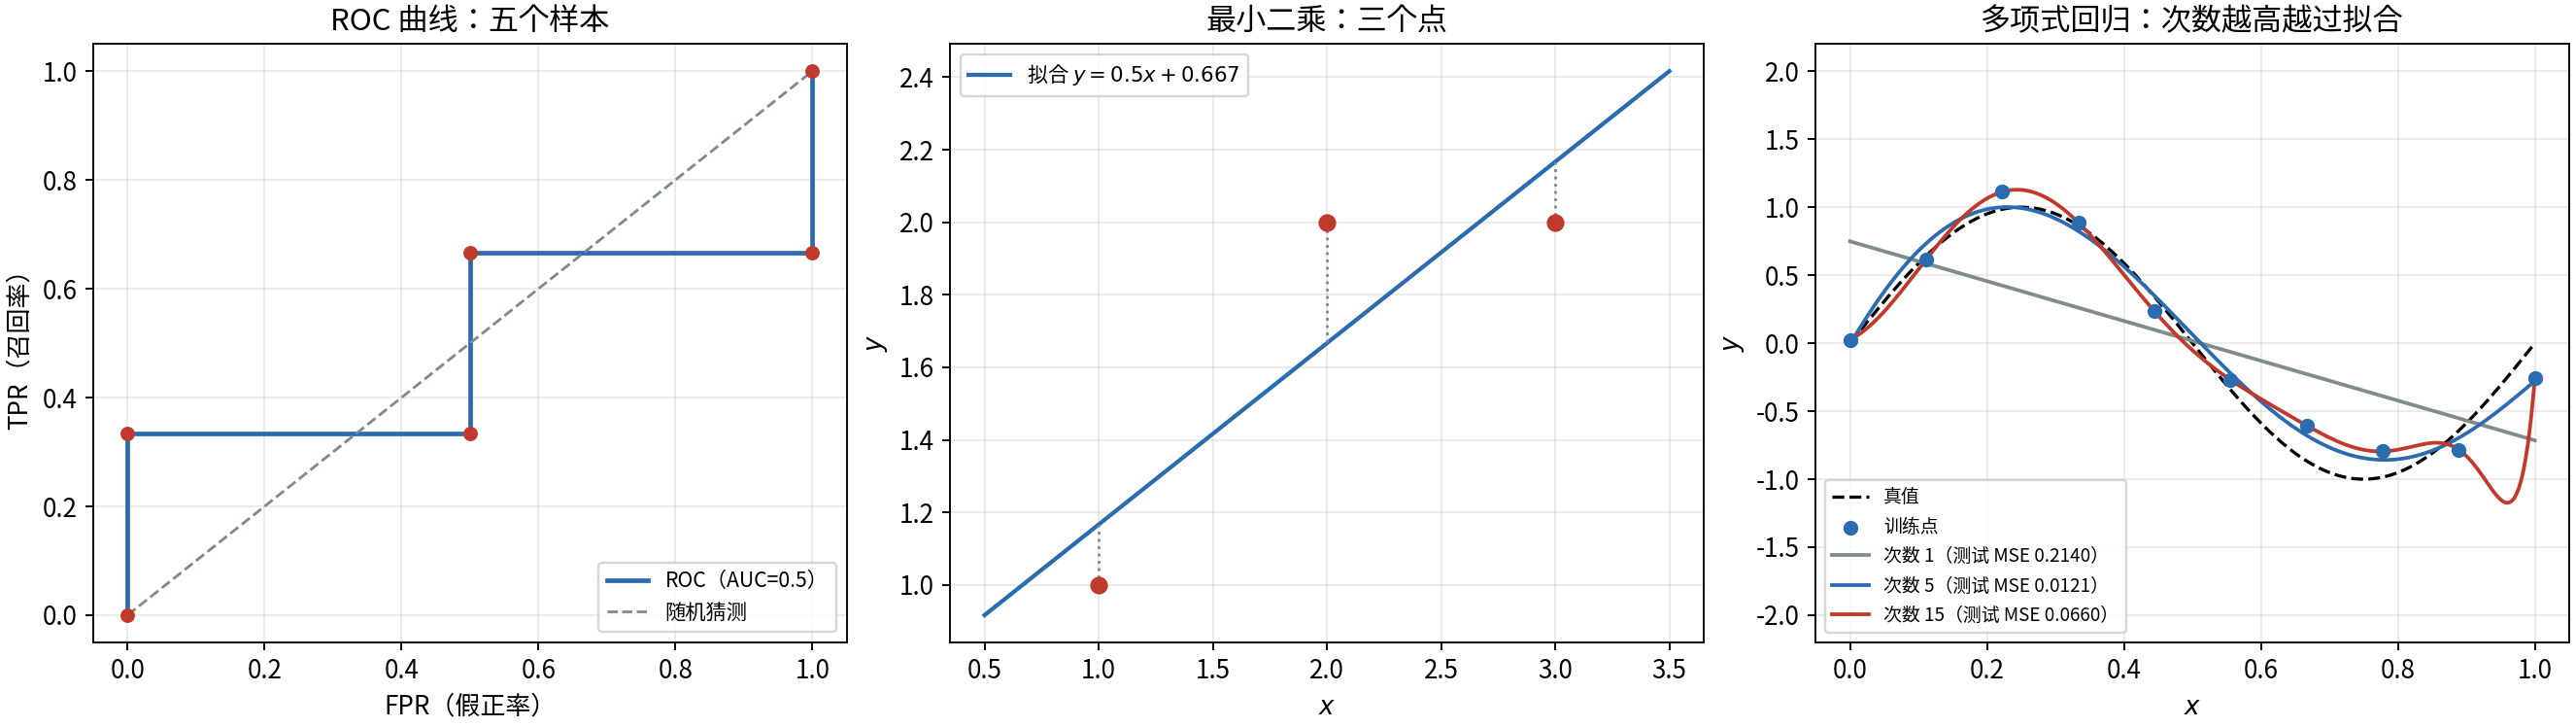 ROC 曲线：五个样本
1.0
0.8
0.6
0.4
0.2
0.0
TPR（召回率）
ROC（AUC=0.5）
随机猜测
0.0 0.2 0.4 0.6 0.8 1.0
FPR（假正率）
最小二乘：三个点
拟合 y = 0.5x + 0.667
2.4
2.2
2.0
1.8
1.6
1.4
1.2
1.0
y
0.5 1.0 1.5 2.0 2.5 3.0 3.5
x
多项式回归：次数越高越过拟合
2.0
1.5
1.0
0.5
0.0
-0.5
-1.0
-1.5
-2.0
y
真值
训练点
次数 1（测试 MSE 0.2140）
次数 5（测试 MSE 0.0121）
次数 15（测试 MSE 0.0660）
0.0 0.2 0.4 0.6 0.8 1.0
x